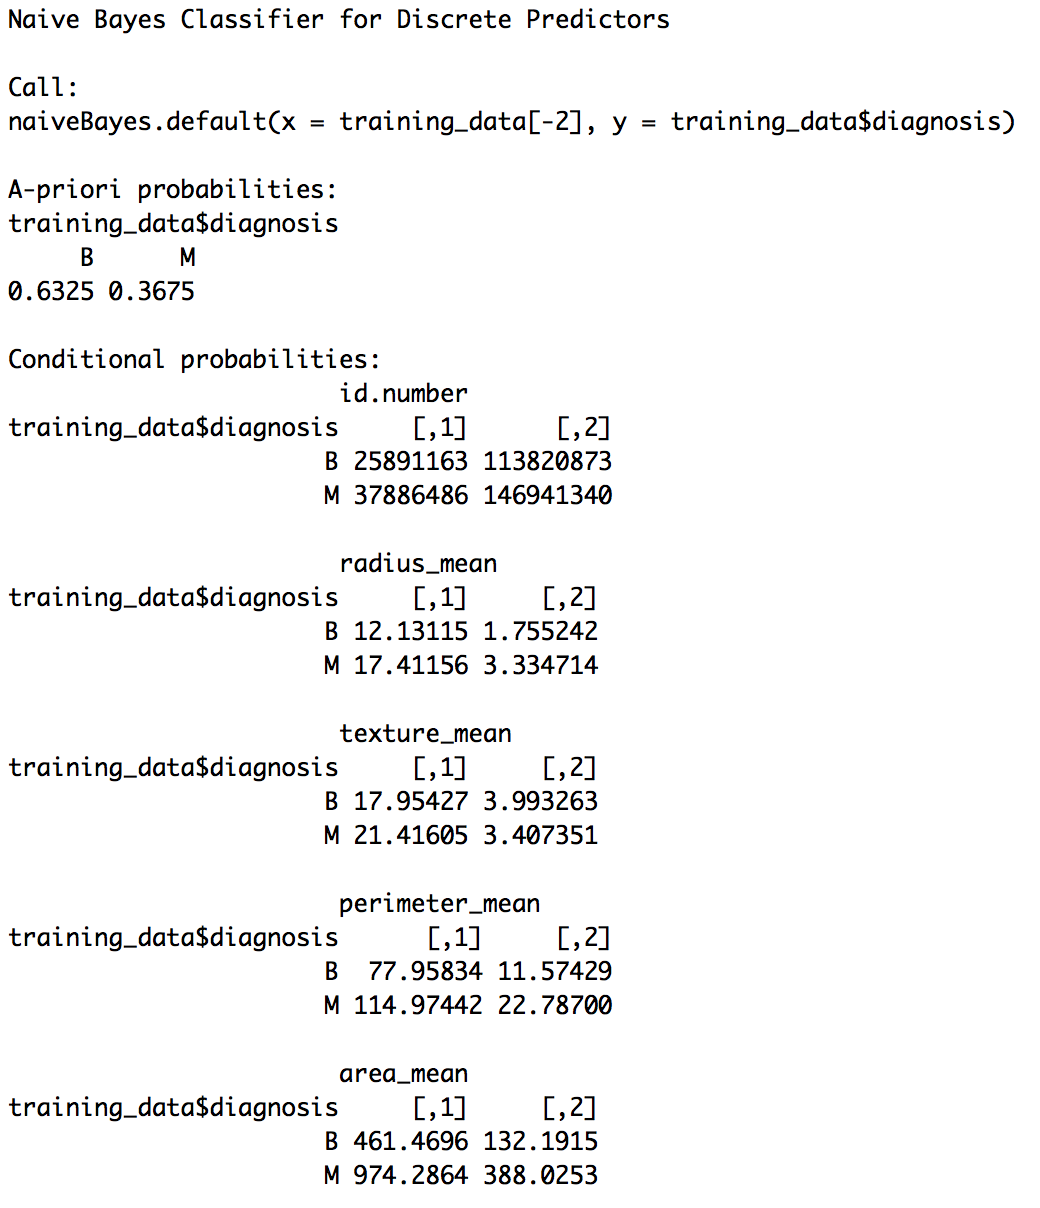 Naive Bayes Classifier for Discrete Predictors
Call:
naiveBayes.default(x = training_data[-2], y = training_data$diagnosis)
A-priori probabilities:
training_data$diagnosis
B M
0.6325 0.3675
Conditional probabilities:
id.number
training_data$diagnosis [,1] [,2]
B 25891163 113820873
M 37886486 146941340
radius_mean
training_data$diagnosis [,1] [,2]
B 12.13115 1.755242
M 17.41156 3.334714
texture_mean
training_data$diagnosis [,1] [,2]
B 17.95427 3.993263
M 21.41605 3.407351
perimeter_mean
training_data$diagnosis [,1] [,2]
B 77.95834 11.57429
M 114.97442 22.78700
area_mean
training_data$diagnosis [,1] [,2]
B 461.4696 132.1915
M 974.2864 388.0253